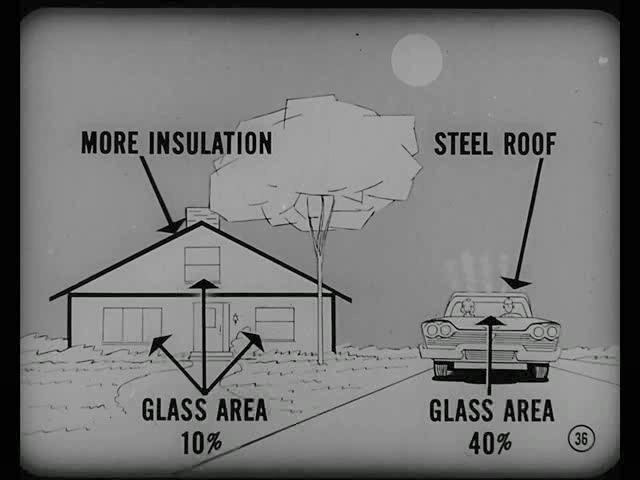 MORE INSULATION
STEEL ROOF
GLASS AREA
10%
GLASS AREA
40%
36